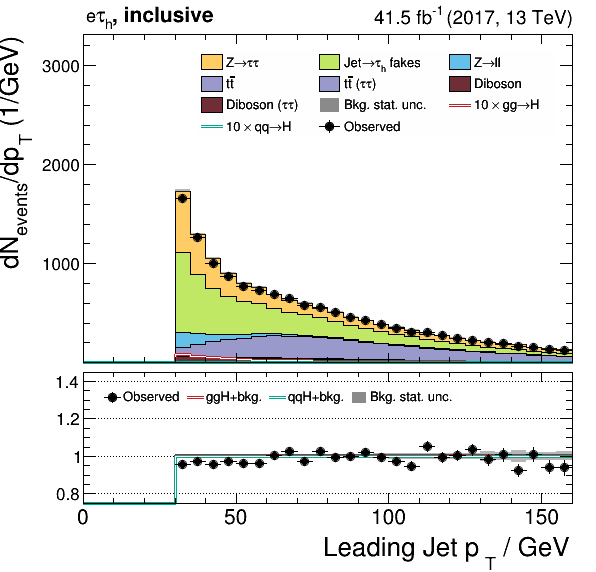 eτh, inclusive 41.5 fb-1 (2017, 13 TeV)
dNevents/dpT (1/GeV)
3000
2000
1000
Z→ττ Jet→τh fakes Z→ll
tt̄ tt̄ (ττ) Diboson
Diboson (ττ) Bkg. stat. unc. 10 × gg→H
10 × qq→H Observed
1.4
1.2
1
0.8
Observed ggH+bkg. qqH+bkg. Bkg. stat. unc.
0 50 100 150
Leading Jet pT / GeV